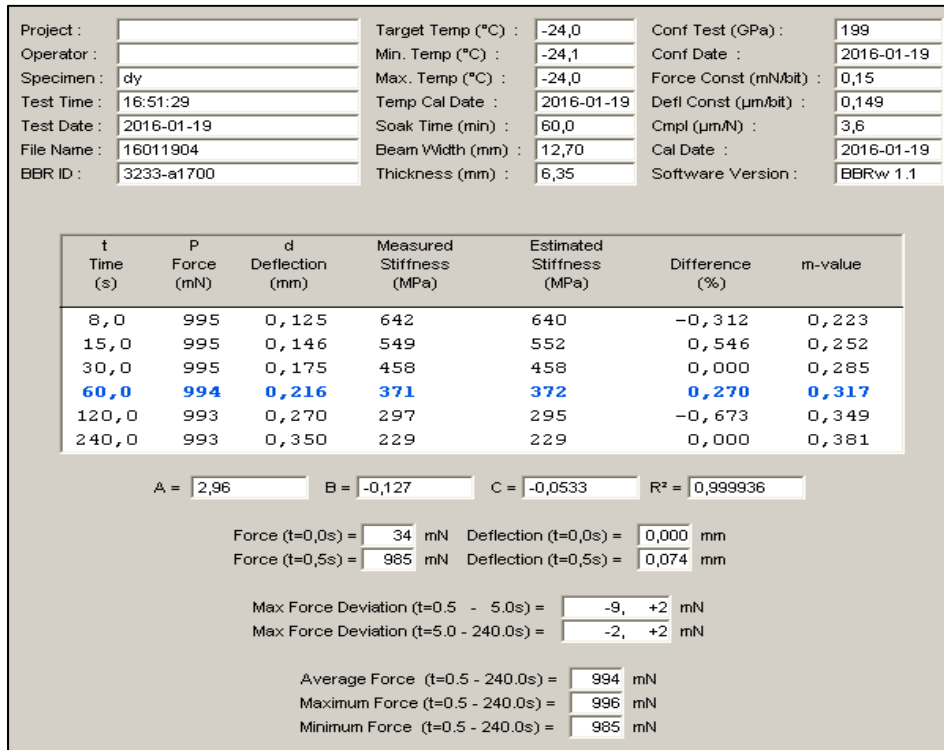 Project : Target Temp (°C) : -24,0 Conf Test (GPa) : 199
Operator : Min. Temp (°C) : -24,1 Conf Date : 2016-01-19
Specimen : dy Max. Temp (°C) : -24,0 Force Const (mN/bit) : 0,15
Test Time : 16:51:29 Temp Cal Date : 2016-01-19 Defl Const (µm/bit) : 0,149
Test Date : 2016-01-19 Soak Time (min) : 60,0 Cmpl (µm/N) : 3,6
File Name : 16011904 Beam Width (mm) : 12,70 Cal Date : 2016-01-19
BBR ID : 3233-a1700 Thickness (mm) : 6,35 Software Version : BBRw 1.1
t P d Measured Estimated
Time Force Deflection Stiffness Stiffness Difference m-value
(s) (mN) (mm) (MPa) (MPa) (%)
8,0 995 0,125 642 640 -0,312 0,223
15,0 995 0,146 549 552 0,546 0,252
30,0 995 0,175 458 458 0,000 0,285
60,0 994 0,216 371 372 0,270 0,317
120,0 993 0,270 297 295 -0,673 0,349
240,0 993 0,350 229 229 0,000 0,381
A = 2,96 B = -0,127 C = -0,0533 R² = 0,999936
Force (t=0,0s) = 34 mN Deflection (t=0,0s) = 0,000 mm
Force (t=0,5s) = 985 mN Deflection (t=0,5s) = 0,074 mm
Max Force Deviation (t=0.5 - 5.0s) = -9, +2 mN
Max Force Deviation (t=5.0 - 240.0s) = -2, +2 mN
Average Force (t=0.5 - 240.0s) = 994 mN
Maximum Force (t=0.5 - 240.0s) = 996 mN
Minimum Force (t=0.5 - 240.0s) = 985 mN